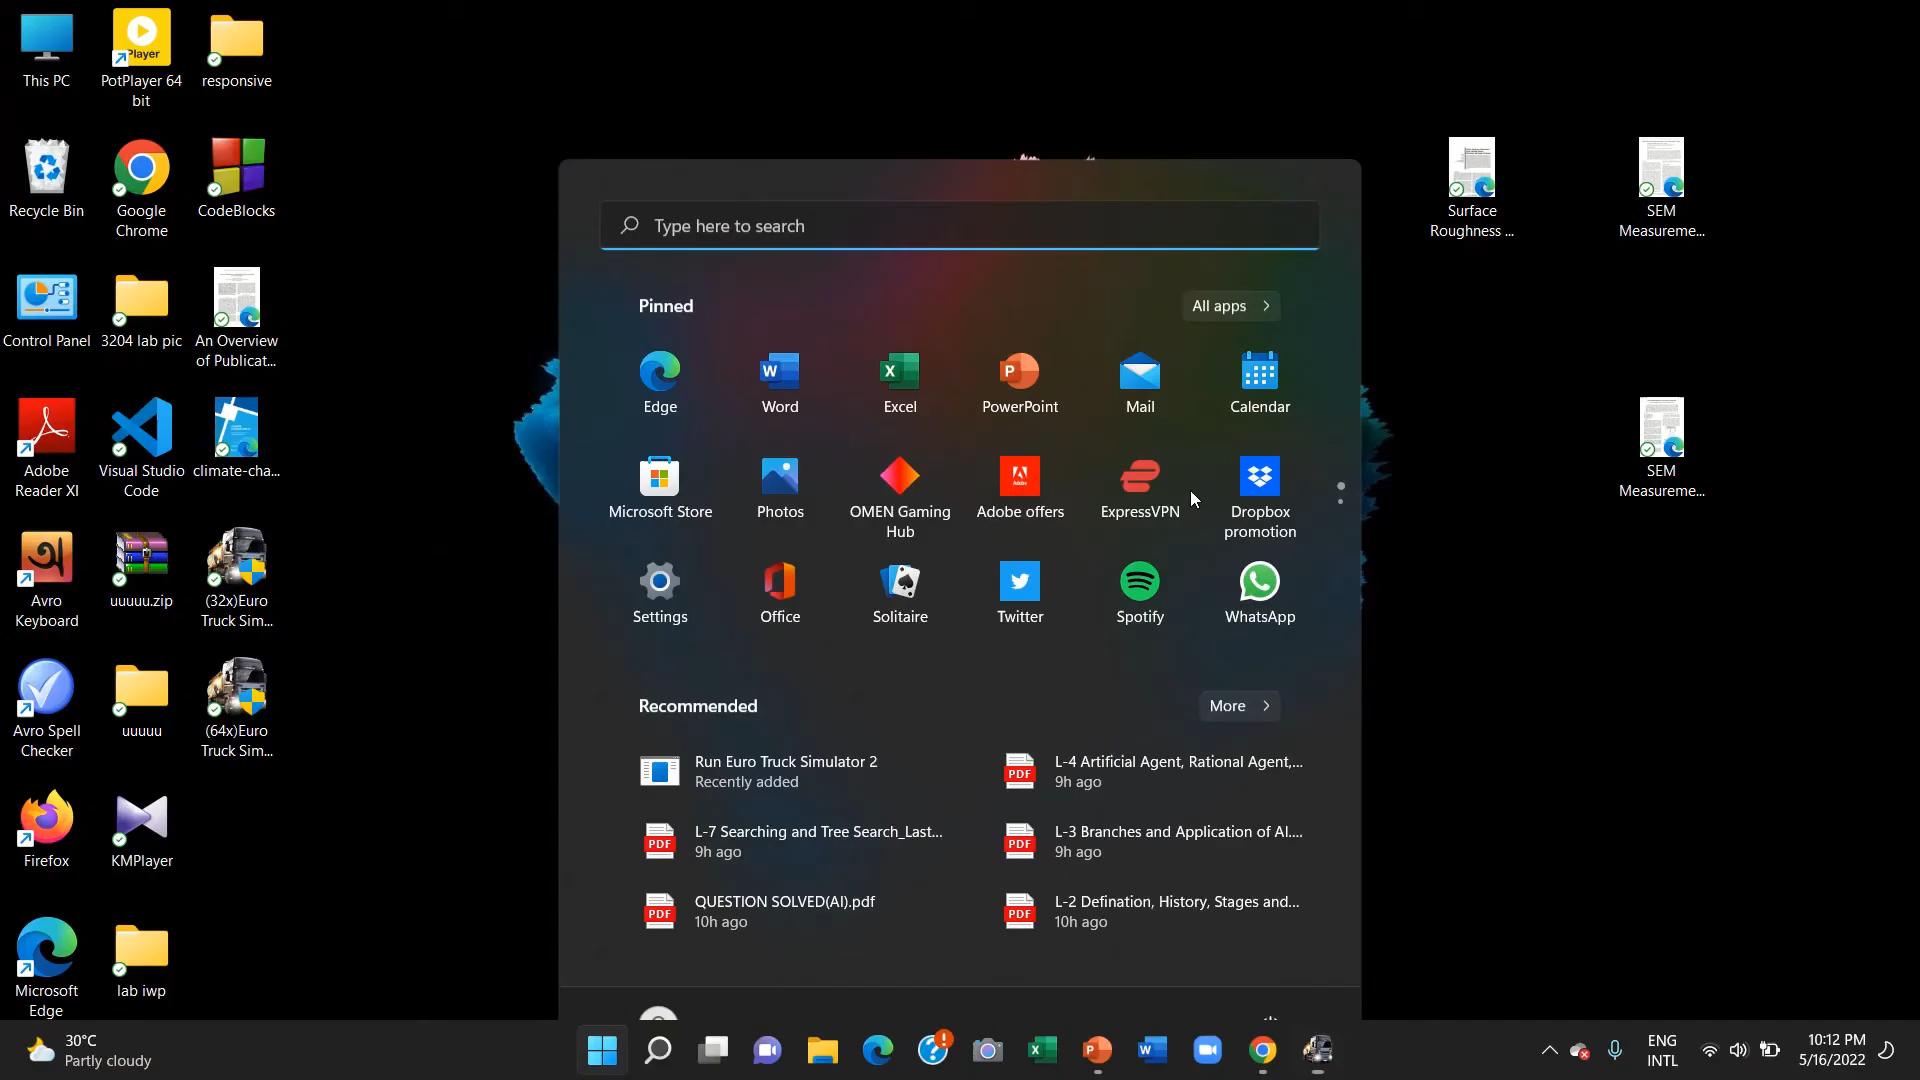 This PC
PotPlayer 64
bit
responsive
Recycle Bin
Google
Chrome
CodeBlocks
Control Panel
3204 lab pic
An Overview
of Publicat...
Adobe
Reader XI
Visual Studio
Code
climate-cha...
Avro
Keyboard
uuuuu.zip
(32x)Euro
Truck Sim...
Avro Spell
Checker
uuuuu
(64x)Euro
Truck Sim...
Firefox
KMPlayer
Microsoft
Edge
lab iwp
Type here to search
Pinned
All apps
Edge
Word
Excel
PowerPoint
Mail
Calendar
Microsoft Store
Photos
OMEN Gaming
Hub
Adobe offers
ExpressVPN
Dropbox
promotion
Settings
Office
Solitaire
Twitter
Spotify
WhatsApp
Recommended
More
Run Euro Truck Simulator 2
Recently added
L-4 Artificial Agent, Rational Agent,...
9h ago
L-7 Searching and Tree Search_Last...
9h ago
L-3 Branches and Application of AI....
9h ago
QUESTION SOLVED(AI).pdf
10h ago
L-2 Defination, History, Stages and...
10h ago
Surface
Roughness ...
SEM
Measureme...
SEM
Measureme...
30°C
Partly cloudy
ENG
INTL
10:12 PM
5/16/2022